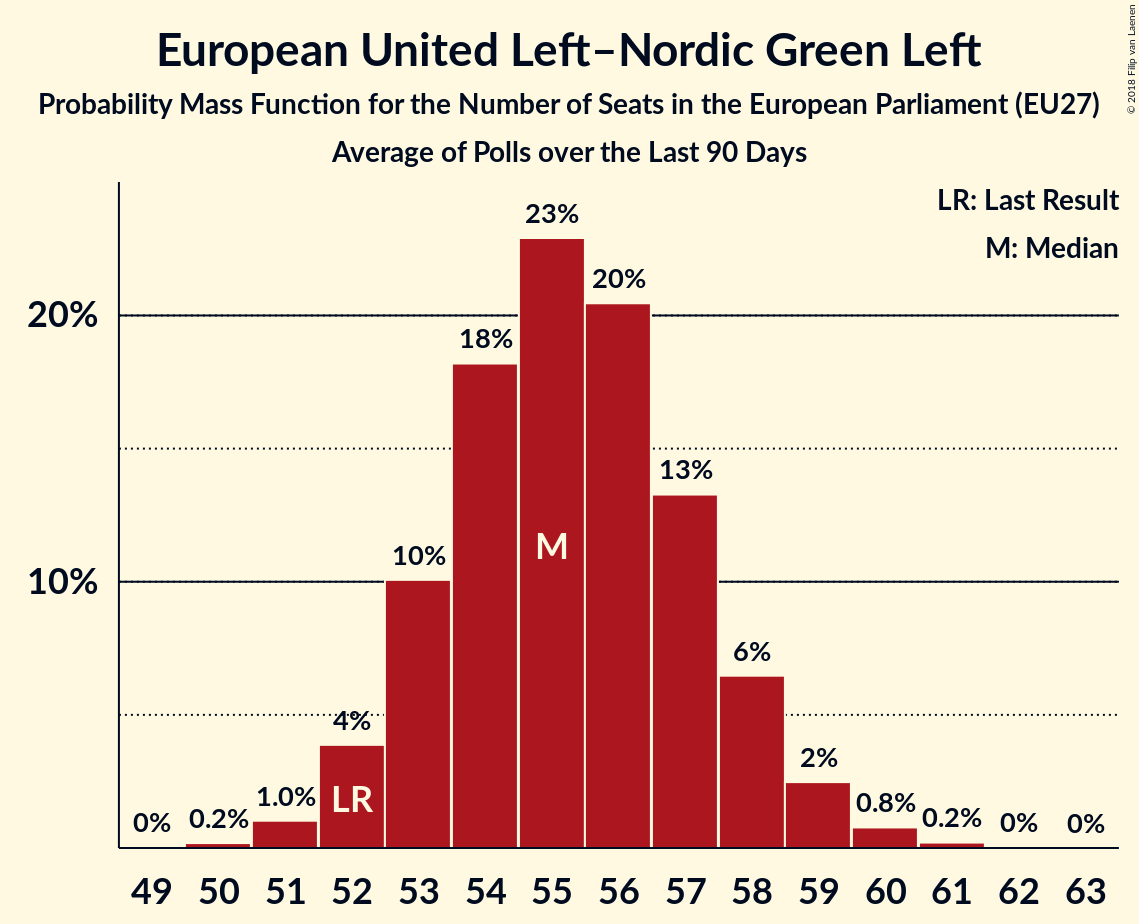 European United Left–Nordic Green Left
Probability Mass Function for the Number of Seats in the European Parliament (EU27)
Average of Polls over the Last 90 Days
© 2018 Filip van Laenen
LR: Last Result
M: Median
20%
10%
0%
0.2%
1.0%
4%
10%
18%
23%
20%
13%
6%
2%
0.8%
0.2%
0%
0%
LR
M
49 50 51 52 53 54 55 56 57 58 59 60 61 62 63